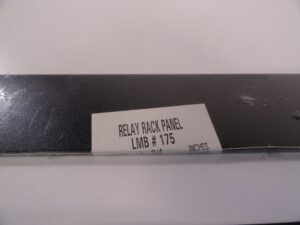 RELAY RACK PANEL
LMB # 175
INCHES